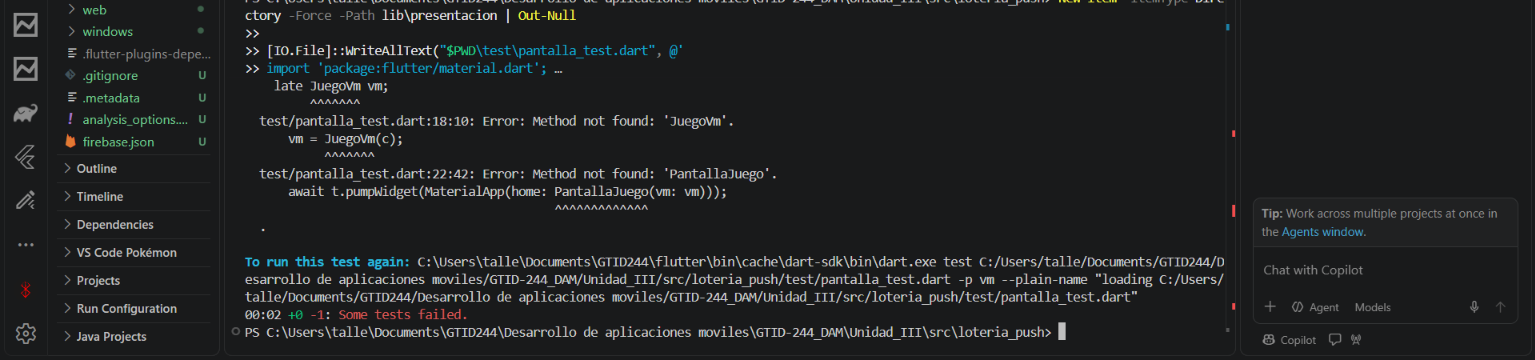 web
windows
.flutter-plugins-depe...
.gitignore U
.metadata U
analysis_options.... U
firebase.json U
Outline
Timeline
Dependencies
VS Code Pokémon
Projects
Run Configuration
Java Projects
ctory -Force -Path lib\presentacion | Out-Null
>>
>> [IO.File]::WriteAllText("$PWD\test\pantalla_test.dart", @'
>> import 'package:flutter/material.dart'; …
late JuegoVm vm;
^^^^^^^
test/pantalla_test.dart:18:10: Error: Method not found: 'JuegoVm'.
vm = JuegoVm(c);
^^^^^^^
test/pantalla_test.dart:22:42: Error: Method not found: 'PantallaJuego'.
await t.pumpWidget(MaterialApp(home: PantallaJuego(vm: vm)));
^^^^^^^^^^^^^
.
To run this test again: C:\Users\talle\Documents\GTID244\flutter\bin\cache\dart-sdk\bin\dart.exe test C:/Users/talle/Documents/GTID244/D
esarrollo de aplicaciones moviles/GTID-244_DAM/Unidad_III/src/loteria_push/test/pantalla_test.dart -p vm --plain-name "loading C:/Users/
talle/Documents/GTID244/Desarrollo de aplicaciones moviles/GTID-244_DAM/Unidad_III/src/loteria_push/test/pantalla_test.dart"
00:02 +0 -1: Some tests failed.
PS C:\Users\talle\Documents\GTID244\Desarrollo de aplicaciones moviles\GTID-244_DAM\Unidad_III\src\loteria_push>
Tip: Work across multiple projects at once in
the Agents window.
Chat with Copilot
Agent Models
Copilot